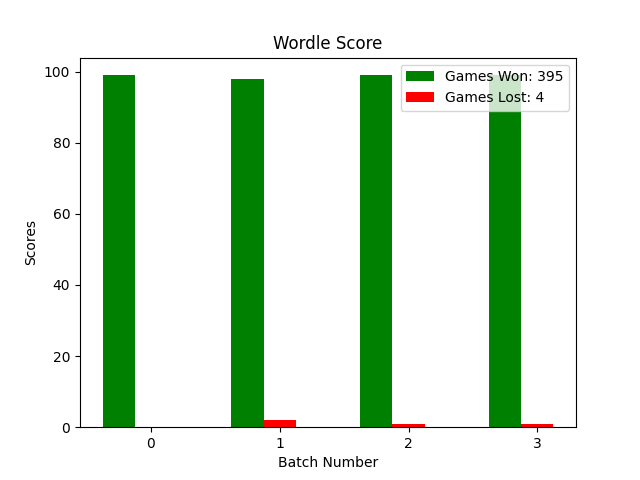 Wordle Score
Games Won: 395
Games Lost: 4
100
80
60
40
20
0
Scores
0 1 2 3
Batch Number